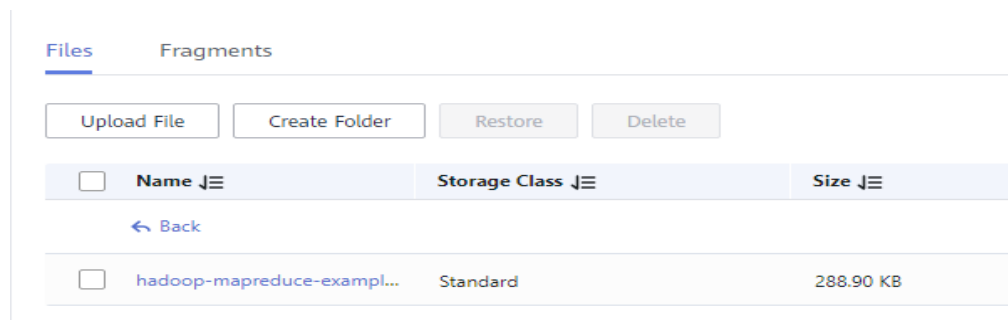 Files Fragments
Upload File Create Folder Restore Delete
Name Storage Class Size
Back
hadoop-mapreduce-exampl... Standard 288.90 KB